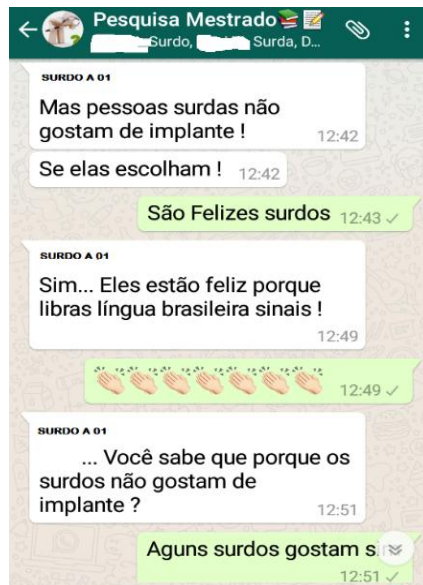 Pesquisa Mestrado📚📝
Surdo, Surda, D...
SURDO A 01
Mas pessoas surdas não
gostam de implante !
12:42
Se elas escolham ! 12:42
São Felizes surdos 12:43
SURDO A 01
Sim... Eles estão feliz porque
libras língua brasileira sinais !
12:49
👏🏻👏🏻👏🏻👏🏻👏🏻👏🏻👏🏻 12:49
SURDO A 01
... Você sabe que porque os
surdos não gostam de
implante ?
12:51
Aguns surdos gostam
12:51